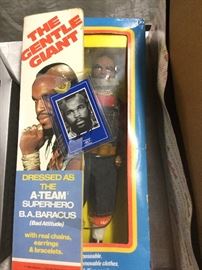 THE
GENTLE
GIANT
DRESSED AS
THE
A-TEAM
SUPERHERO
B.A. BARACUS
(Bad Attitude)
with real chains,
earrings &
bracelets.